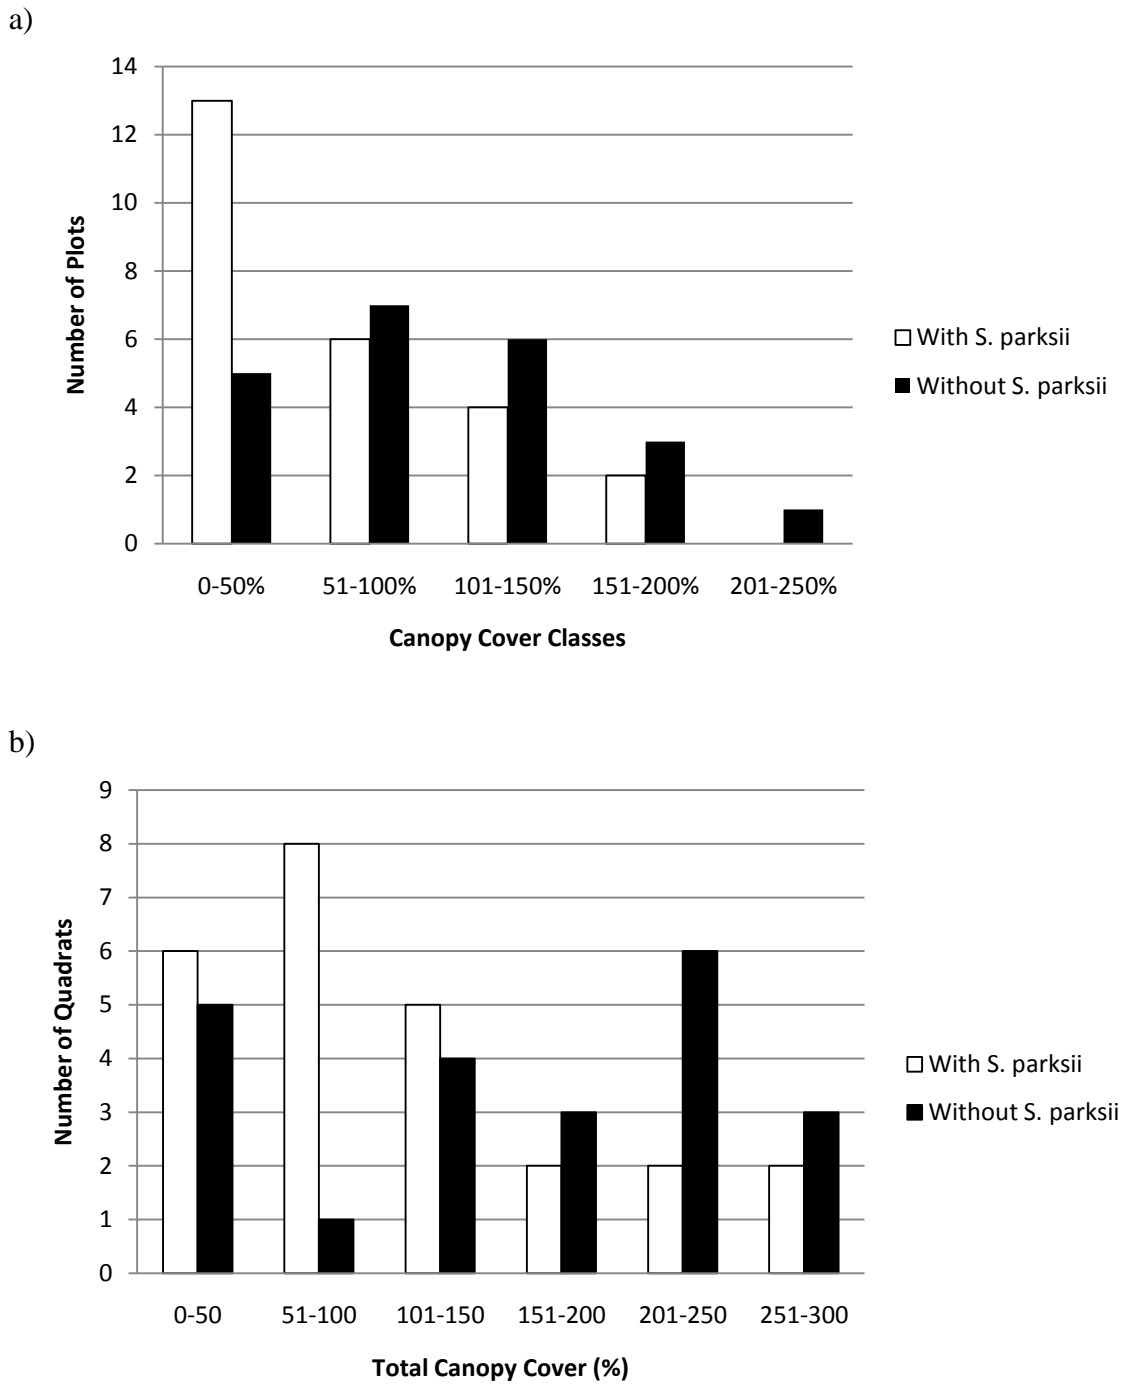 a)
14
12
10
8
6
4
2
0
Number of Plots
0-50% 51-100% 101-150% 151-200% 201-250%
Canopy Cover Classes
With S. parksii
Without S. parksii
b)
9
8
7
6
5
4
3
2
1
0
Number of Quadrats
0-50 51-100 101-150 151-200 201-250 251-300
Total Canopy Cover (%)
With S. parksii
Without S. parksii